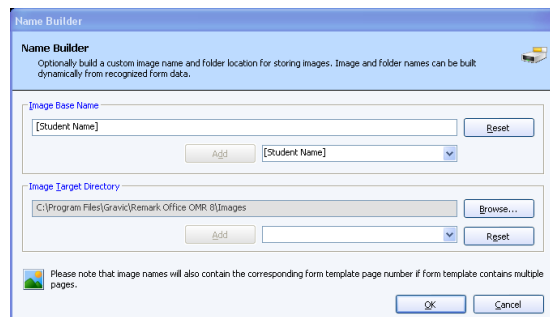 Name Builder
Name Builder
Optionally build a custom image name and folder location for storing images. Image and folder names can be built
dynamically from recognized form data.
Image Base Name
[Student Name]
Reset
Add
[Student Name]
Image Target Directory
C:\Program Files\Gravic\Remark Office OMR 8\Images
Browse...
Add
Reset
Please note that image names will also contain the corresponding form template page number if form template contains multiple
pages.
OK
Cancel